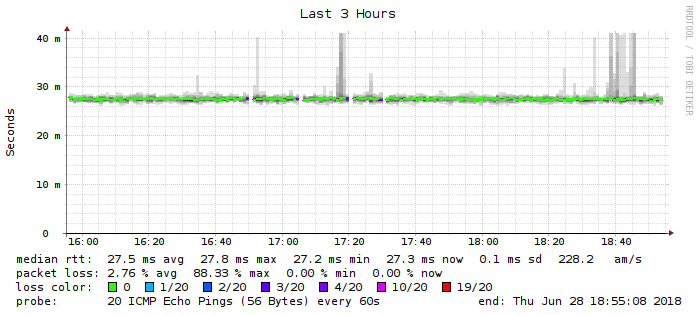 Last 3 Hours
RRDTOOL / TOBI OETIKER
Seconds
40 m
30 m
20 m
10 m
0
16:00 16:20 16:40 17:00 17:20 17:40 18:00 18:20 18:40
median rtt: 27.5 ms avg 27.8 ms max 27.2 ms min 27.3 ms now 0.1 ms sd 228.2 am/s
packet loss: 2.76 % avg 88.33 % max 0.00 % min 0.00 % now
loss color: 0 1/20 2/20 3/20 4/20 10/20 19/20
probe: 20 ICMP Echo Pings (56 Bytes) every 60s end: Thu Jun 28 18:55:08 2018